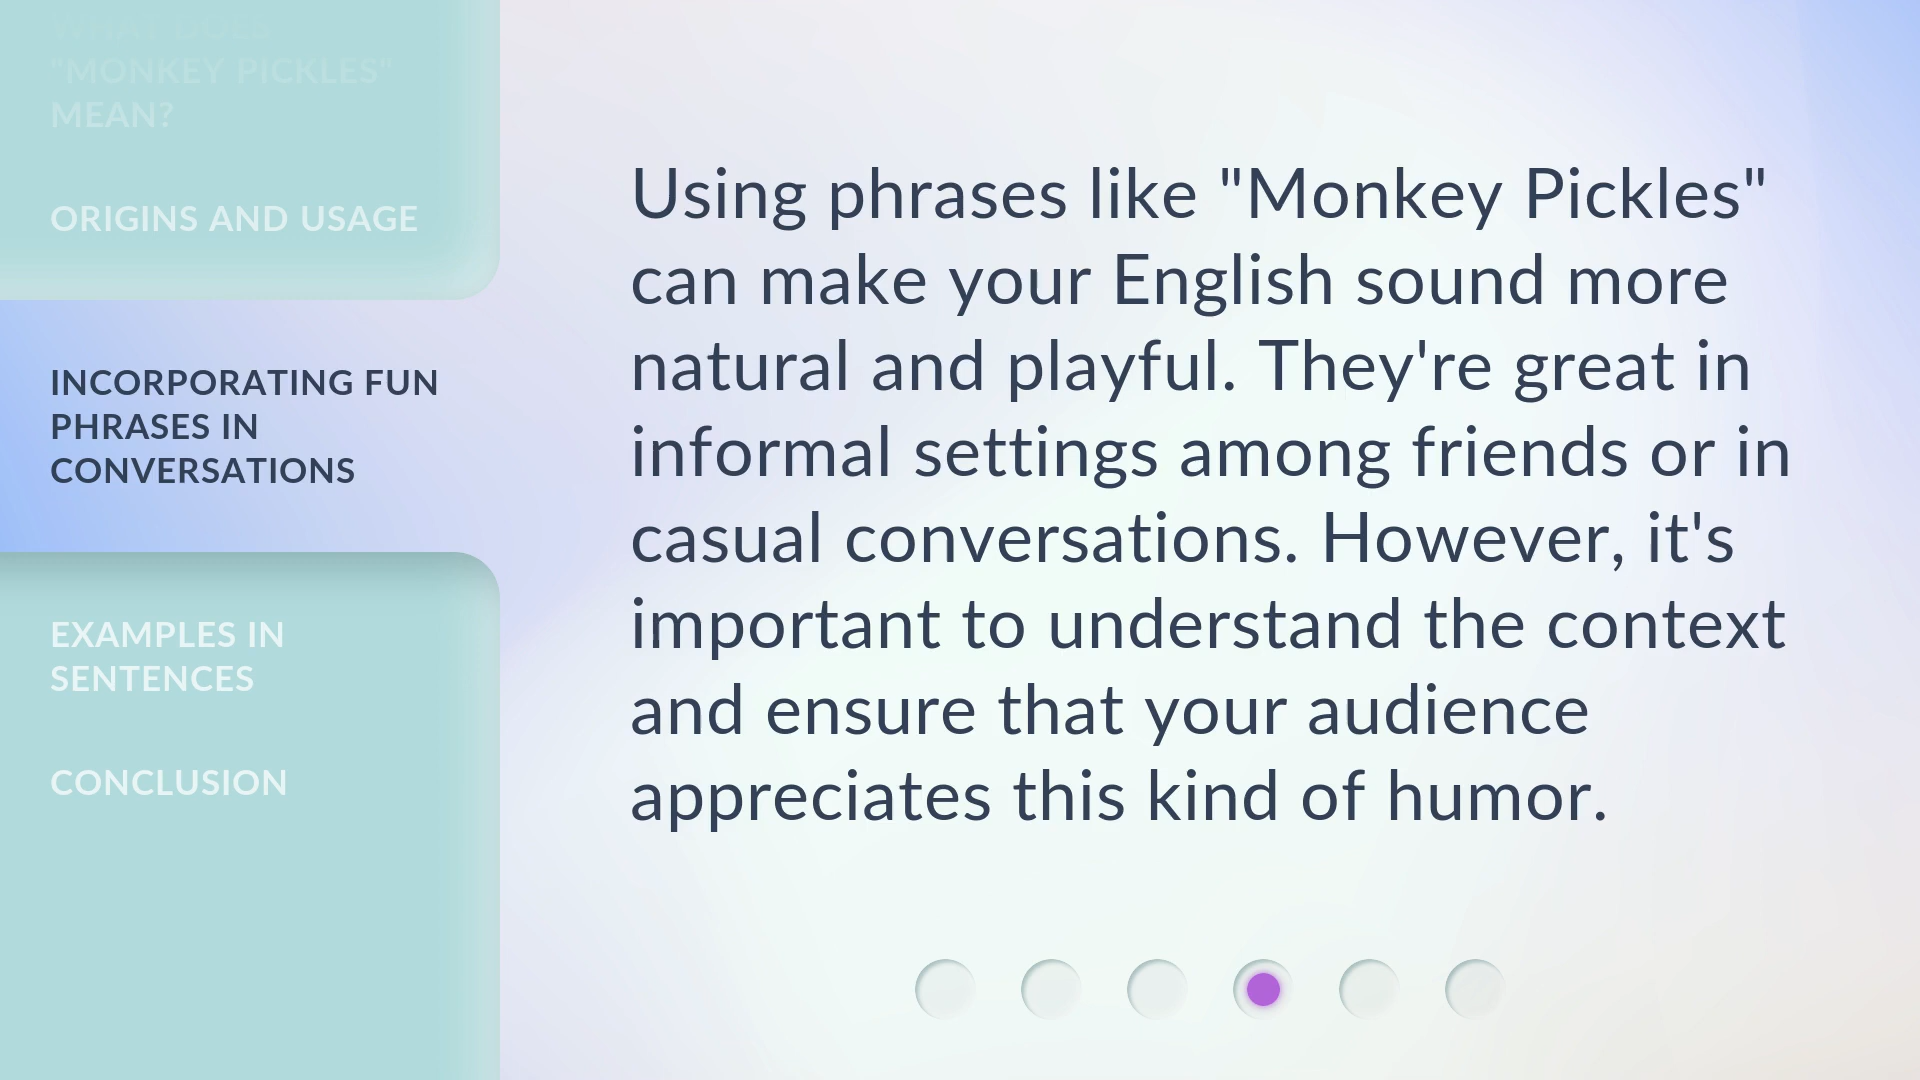 WHAT DOES
"MONKEY PICKLES"
MEAN?
ORIGINS AND USAGE
INCORPORATING FUN
PHRASES IN
CONVERSATIONS
EXAMPLES IN
SENTENCES
CONCLUSION
Using phrases like "Monkey Pickles"
can make your English sound more
natural and playful. They're great in
informal settings among friends or in
casual conversations. However, it's
important to understand the context
and ensure that your audience
appreciates this kind of humor.